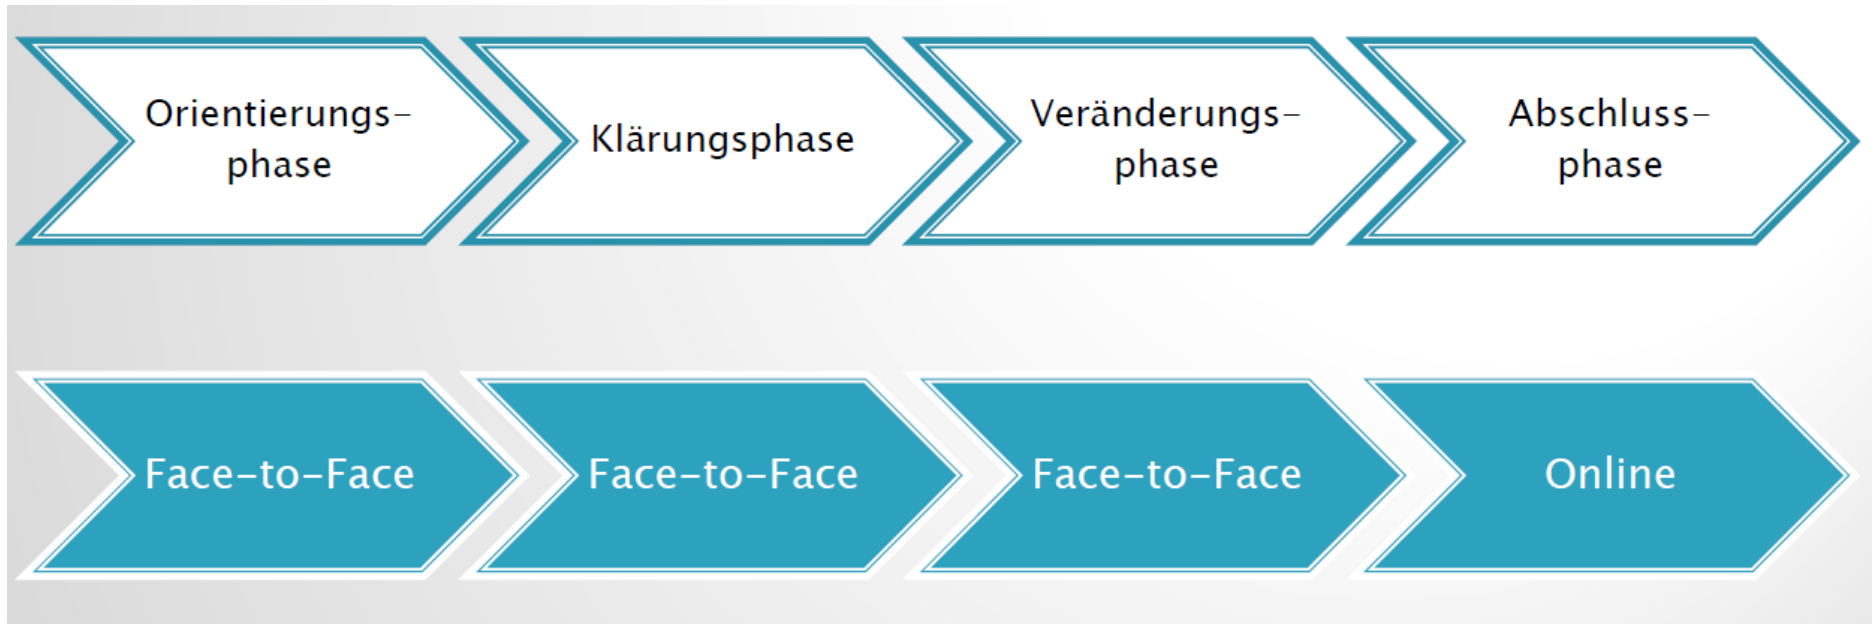 Orientierungs-
phase
Klärungsphase
Veränderungs-
phase
Abschluss-
phase
Face-to-Face
Face-to-Face
Face-to-Face
Online